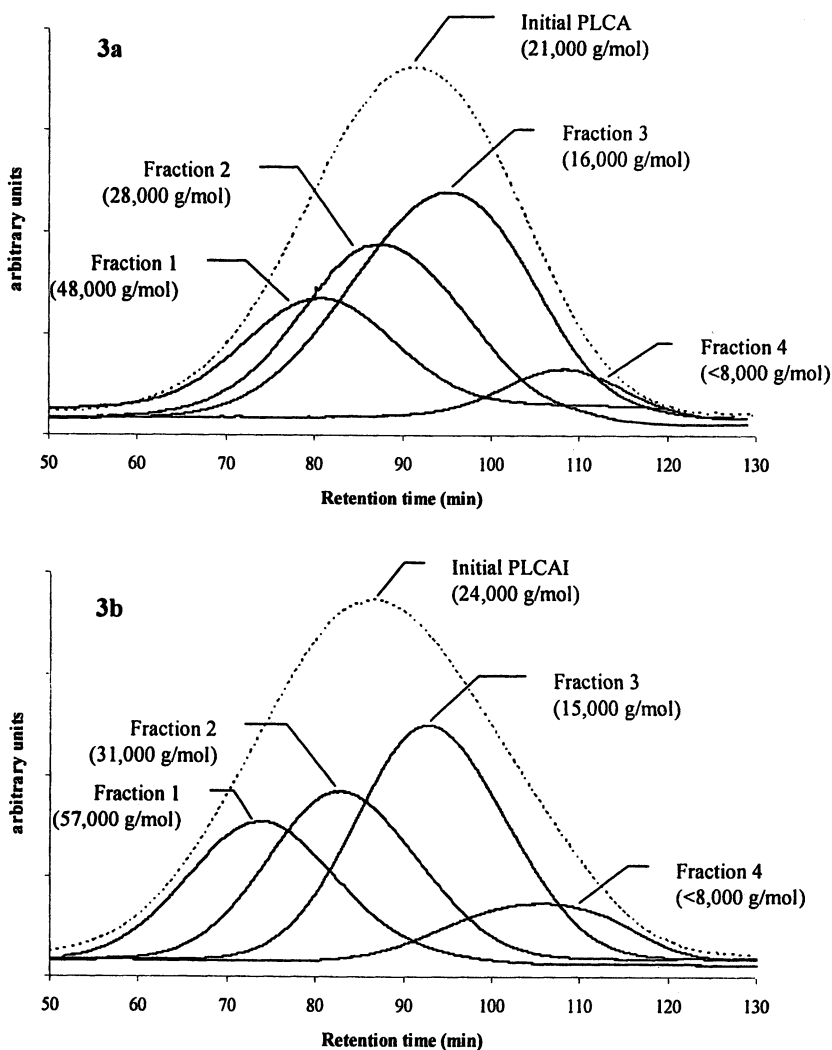 3a
Initial PLCA
(21,000 g/mol)
Fraction 3
(16,000 g/mol)
Fraction 2
(28,000 g/mol)
Fraction 1
(48,000 g/mol)
Fraction 4
(<8,000 g/mol)
arbitrary units
50 60 70 80 90 100 110 120 130
Retention time (min)
3b
Initial PLCAI
(24,000 g/mol)
Fraction 3
(15,000 g/mol)
Fraction 2
(31,000 g/mol)
Fraction 1
(57,000 g/mol)
Fraction 4
(<8,000 g/mol)
arbitrary units
50 60 70 80 90 100 110 120 130
Retention time (min)